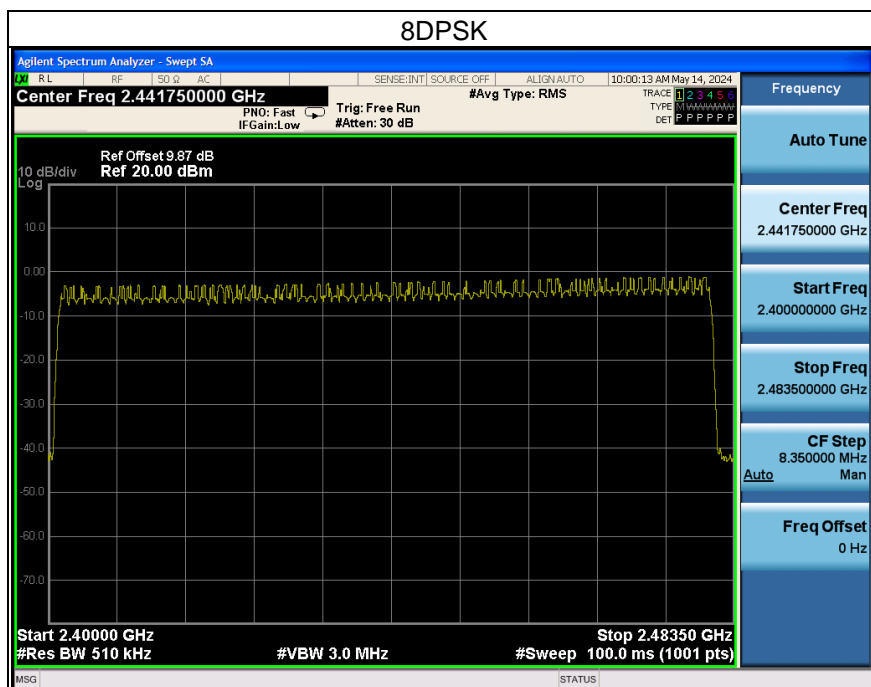 8DPSK
Agilent Spectrum Analyzer - Swept SA
LXI RL RF 50 Ω AC SENSE:INT SOURCE OFF ALIGN AUTO 10:00:13 AM May 14, 2024
Center Freq 2.441750000 GHz #Avg Type: RMS TRACE 1 2 3 4 5 6
PNO: Fast Trig: Free Run TYPE M WWWWW
IFGain:Low #Atten: 30 dB DET P P P P P P
Frequency
Auto Tune
Center Freq
2.441750000 GHz
Start Freq
2.400000000 GHz
Stop Freq
2.483500000 GHz
CF Step
8.350000 MHz
Auto Man
Freq Offset
0 Hz
Ref Offset 9.87 dB
10 dB/div Ref 20.00 dBm
Log
10.0
0.00
-10.0
-20.0
-30.0
-40.0
-50.0
-60.0
-70.0
Start 2.40000 GHz Stop 2.48350 GHz
#Res BW 510 kHz #VBW 3.0 MHz #Sweep 100.0 ms (1001 pts)
MSG STATUS